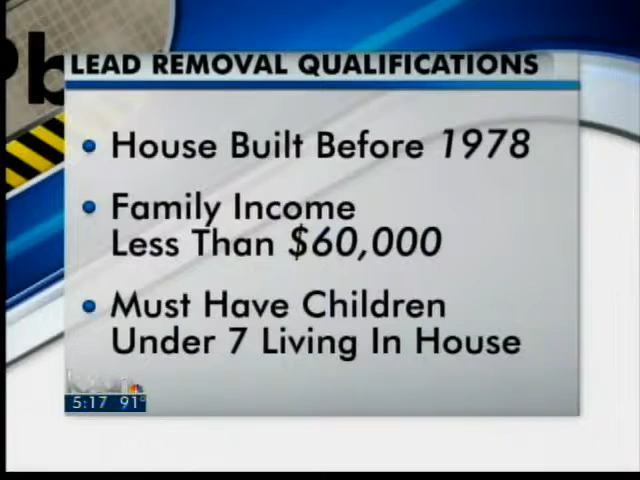 Pb
LEAD REMOVAL QUALIFICATIONS
• House Built Before 1978
• Family Income
Less Than $60,000
• Must Have Children
Under 7 Living In House
5:17 91°